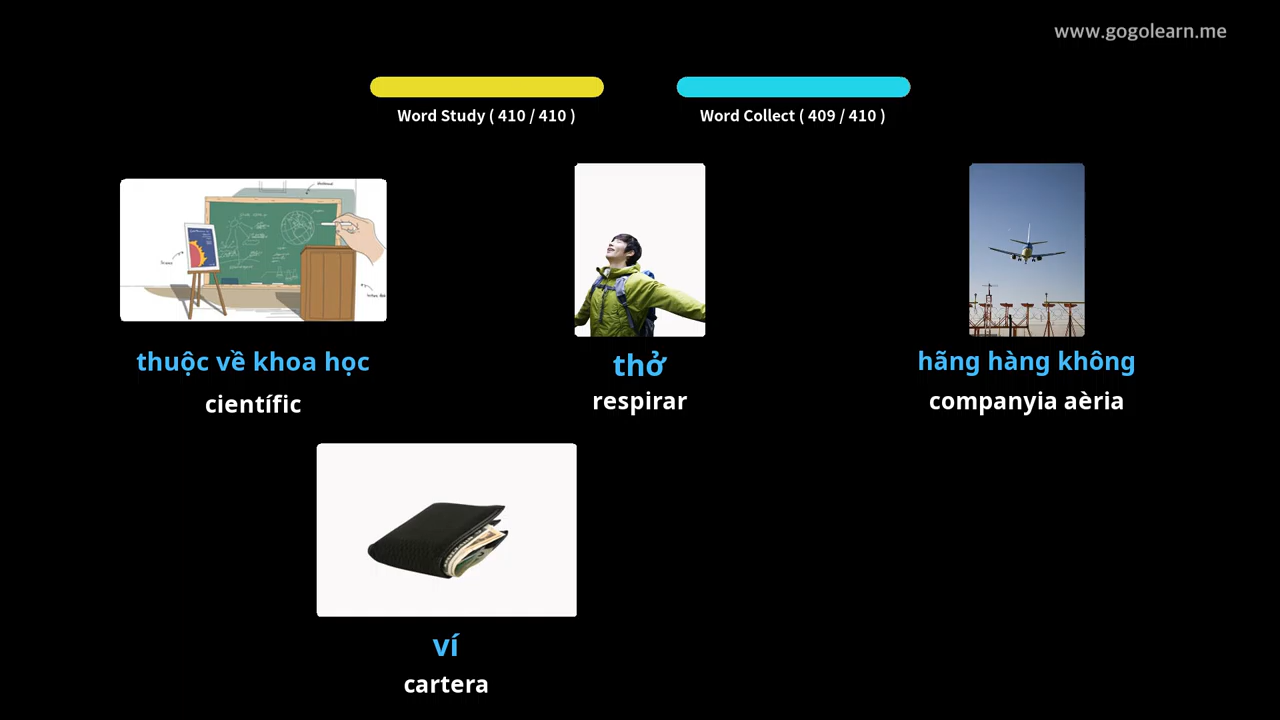 www.gogolearn.me
Word Study ( 410 / 410 )
Word Collect ( 409 / 410 )
thuộc về khoa học
thở
hãng hàng không
científic
respirar
companyia aèria
ví
cartera